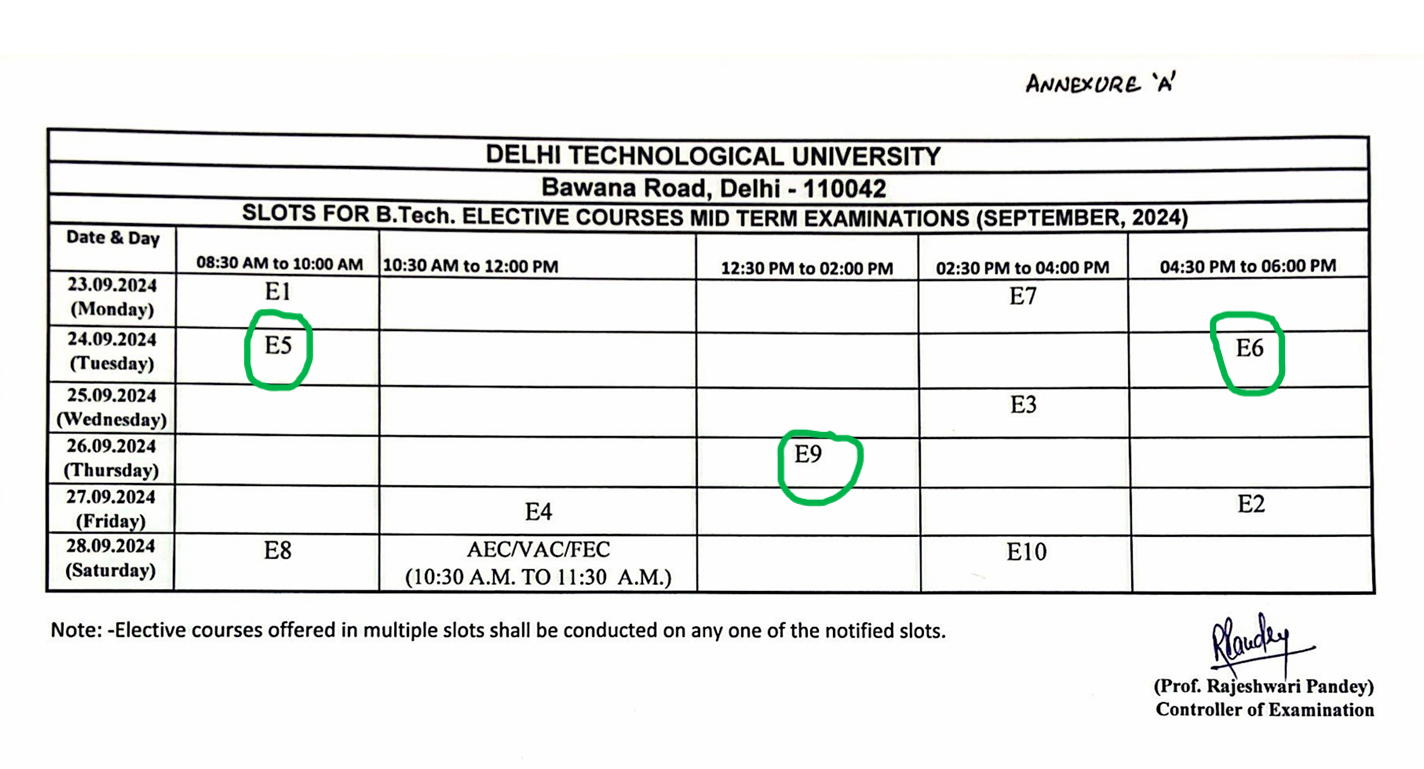 ANNEXURE 'A'
DELHI TECHNOLOGICAL UNIVERSITY
Bawana Road, Delhi - 110042
SLOTS FOR B.Tech. ELECTIVE COURSES MID TERM EXAMINATIONS (SEPTEMBER, 2024)
Date & Day
08:30 AM to 10:00 AM 10:30 AM to 12:00 PM 12:30 PM to 02:00 PM 02:30 PM to 04:00 PM 04:30 PM to 06:00 PM
23.09.2024 E1 E7
(Monday)
24.09.2024 E5 E6
(Tuesday)
25.09.2024 E3
(Wednesday)
26.09.2024 E9
(Thursday)
27.09.2024 E4 E2
(Friday)
28.09.2024 E8 AEC/VAC/FEC E10
(Saturday) (10:30 A.M. TO 11:30 A.M.)
Note: -Elective courses offered in multiple slots shall be conducted on any one of the notified slots.
RPandey
(Prof. Rajeshwari Pandey)
Controller of Examination